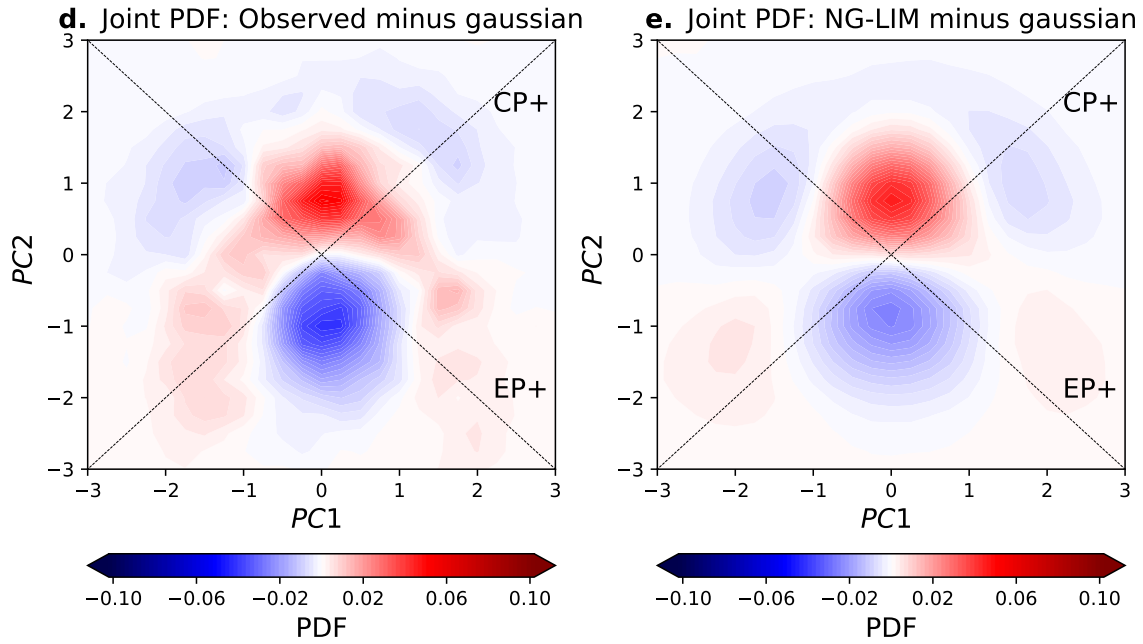 d. Joint PDF: Observed minus gaussian
3
2
1
0
−1
−2
−3
PC2
CP+
EP+
−3 −2 −1 0 1 2 3
PC1
−0.10 −0.06 −0.02 0.02 0.06 0.10
PDF
e. Joint PDF: NG-LIM minus gaussian
3
2
1
0
−1
−2
−3
PC2
CP+
EP+
−3 −2 −1 0 1 2 3
PC1
−0.10 −0.06 −0.02 0.02 0.06 0.10
PDF